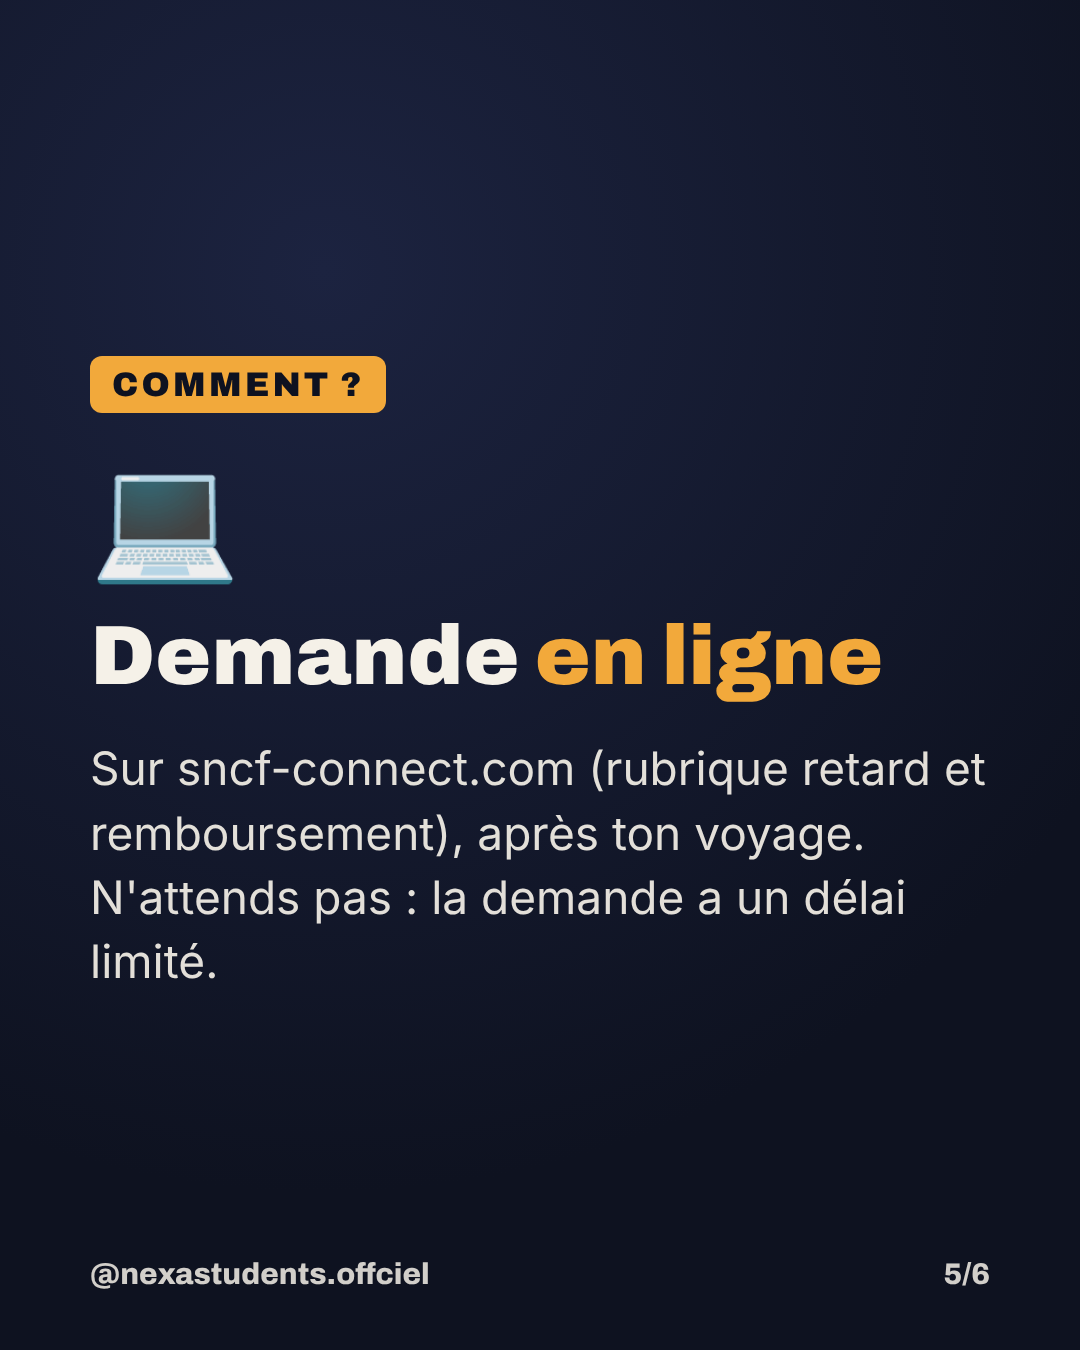 COMMENT ?
Demande en ligne
Sur sncf-connect.com (rubrique retard et
remboursement), après ton voyage.
N'attends pas : la demande a un délai
limité.
@nexastudents.offciel
5/6